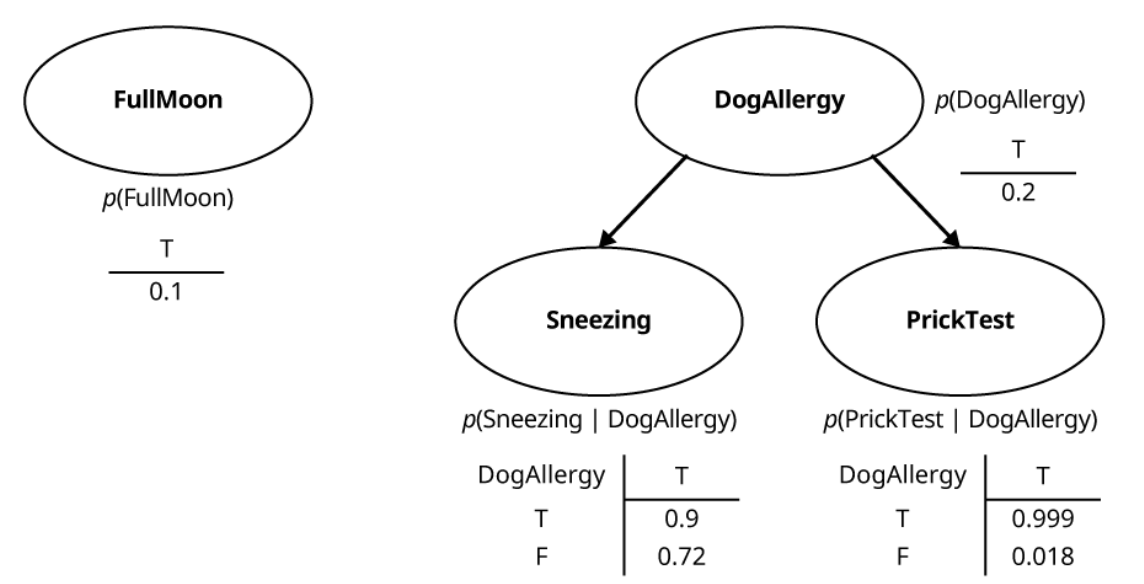 FullMoon
p(FullMoon)
T
0.1
DogAllergy
p(DogAllergy)
T
0.2
Sneezing
p(Sneezing | DogAllergy)
DogAllergy T
T 0.9
F 0.72
PrickTest
p(PrickTest | DogAllergy)
DogAllergy T
T 0.999
F 0.018